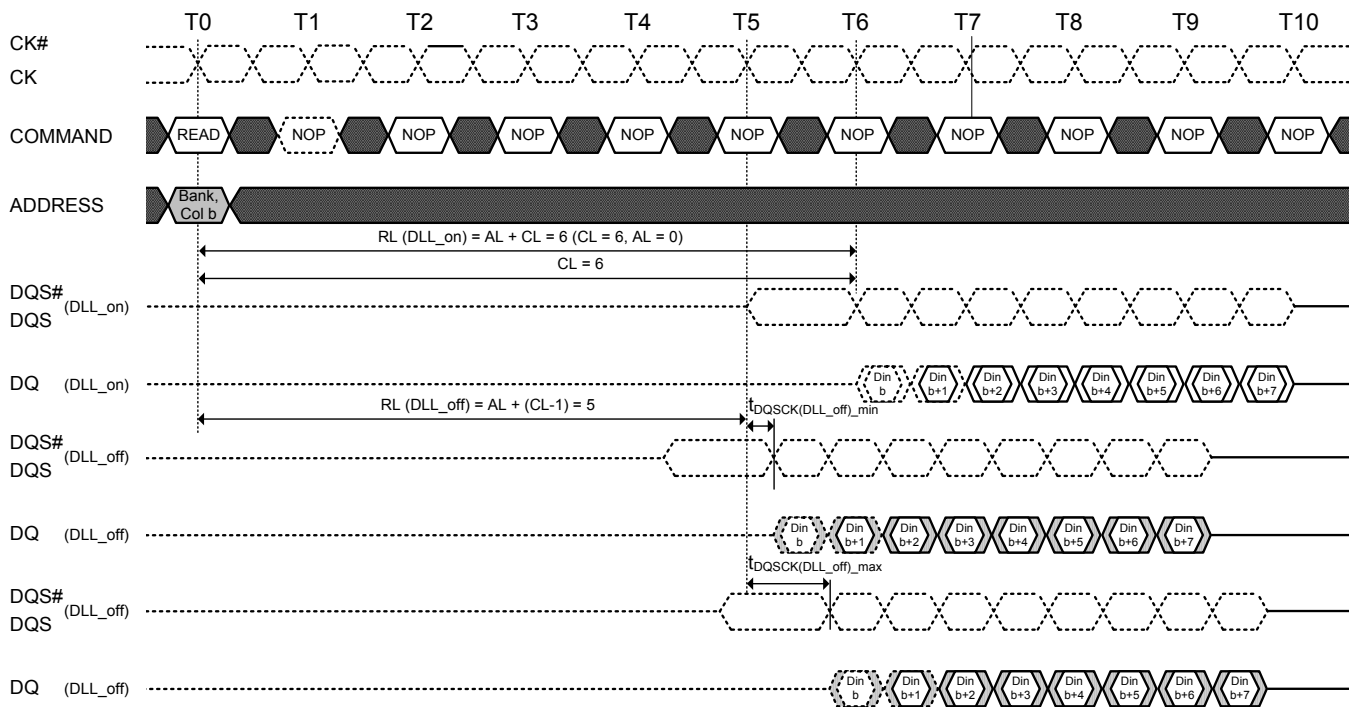 T0 T1 T2 T3 T4 T5 T6 T7 T8 T9 T10
CK#
CK
COMMAND READ NOP NOP NOP NOP NOP NOP NOP NOP NOP NOP
ADDRESS Bank,
Col b
RL (DLL_on) = AL + CL = 6 (CL = 6, AL = 0)
CL = 6
DQS# (DLL_on)
DQS
DQ (DLL_on) Din b Din b+1 Din b+2 Din b+3 Din b+4 Din b+5 Din b+6 Din b+7
RL (DLL_off) = AL + (CL-1) = 5 tDQSCK(DLL_off)_min
DQS# (DLL_off)
DQS
DQ (DLL_off) Din b Din b+1 Din b+2 Din b+3 Din b+4 Din b+5 Din b+6 Din b+7
tDQSCK(DLL_off)_max
DQS# (DLL_off)
DQS
DQ (DLL_off) Din b Din b+1 Din b+2 Din b+3 Din b+4 Din b+5 Din b+6 Din b+7